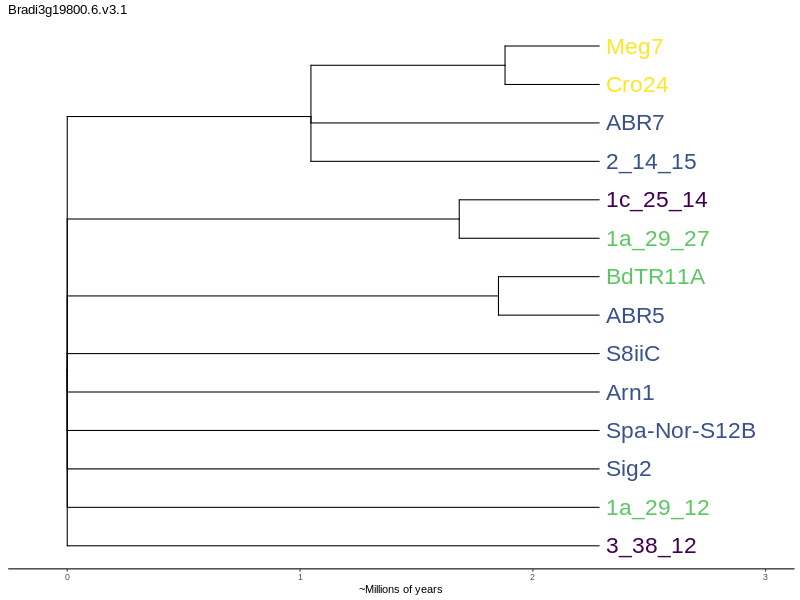 Bradi3g19800.6.v3.1
Meg7
Cro24
ABR7
2_14_15
1c_25_14
1a_29_27
BdTR11A
ABR5
S8iiC
Arn1
Spa-Nor-S12B
Sig2
1a_29_12
3_38_12
0 1 2 3
~Millions of years